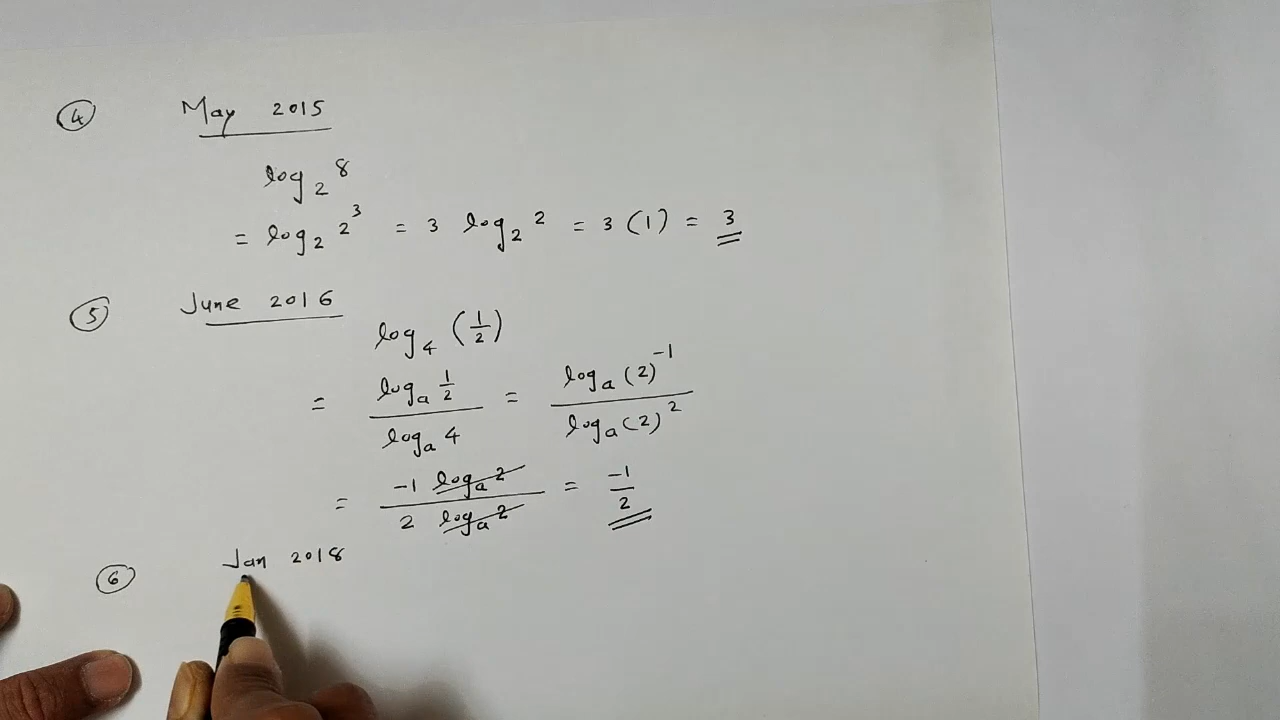 ④ May 2015
log₂ 8
= log₂ 2³ = 3 log₂ 2 = 3 (1) = 3
⑤ June 2016
log₄ (1/2)
= logₐ 1/2 / logₐ 4 = logₐ (2)⁻¹ / logₐ (2)²
= -1 logₐ 2 / 2 logₐ 2 = -1/2
⑥ Jan 2018